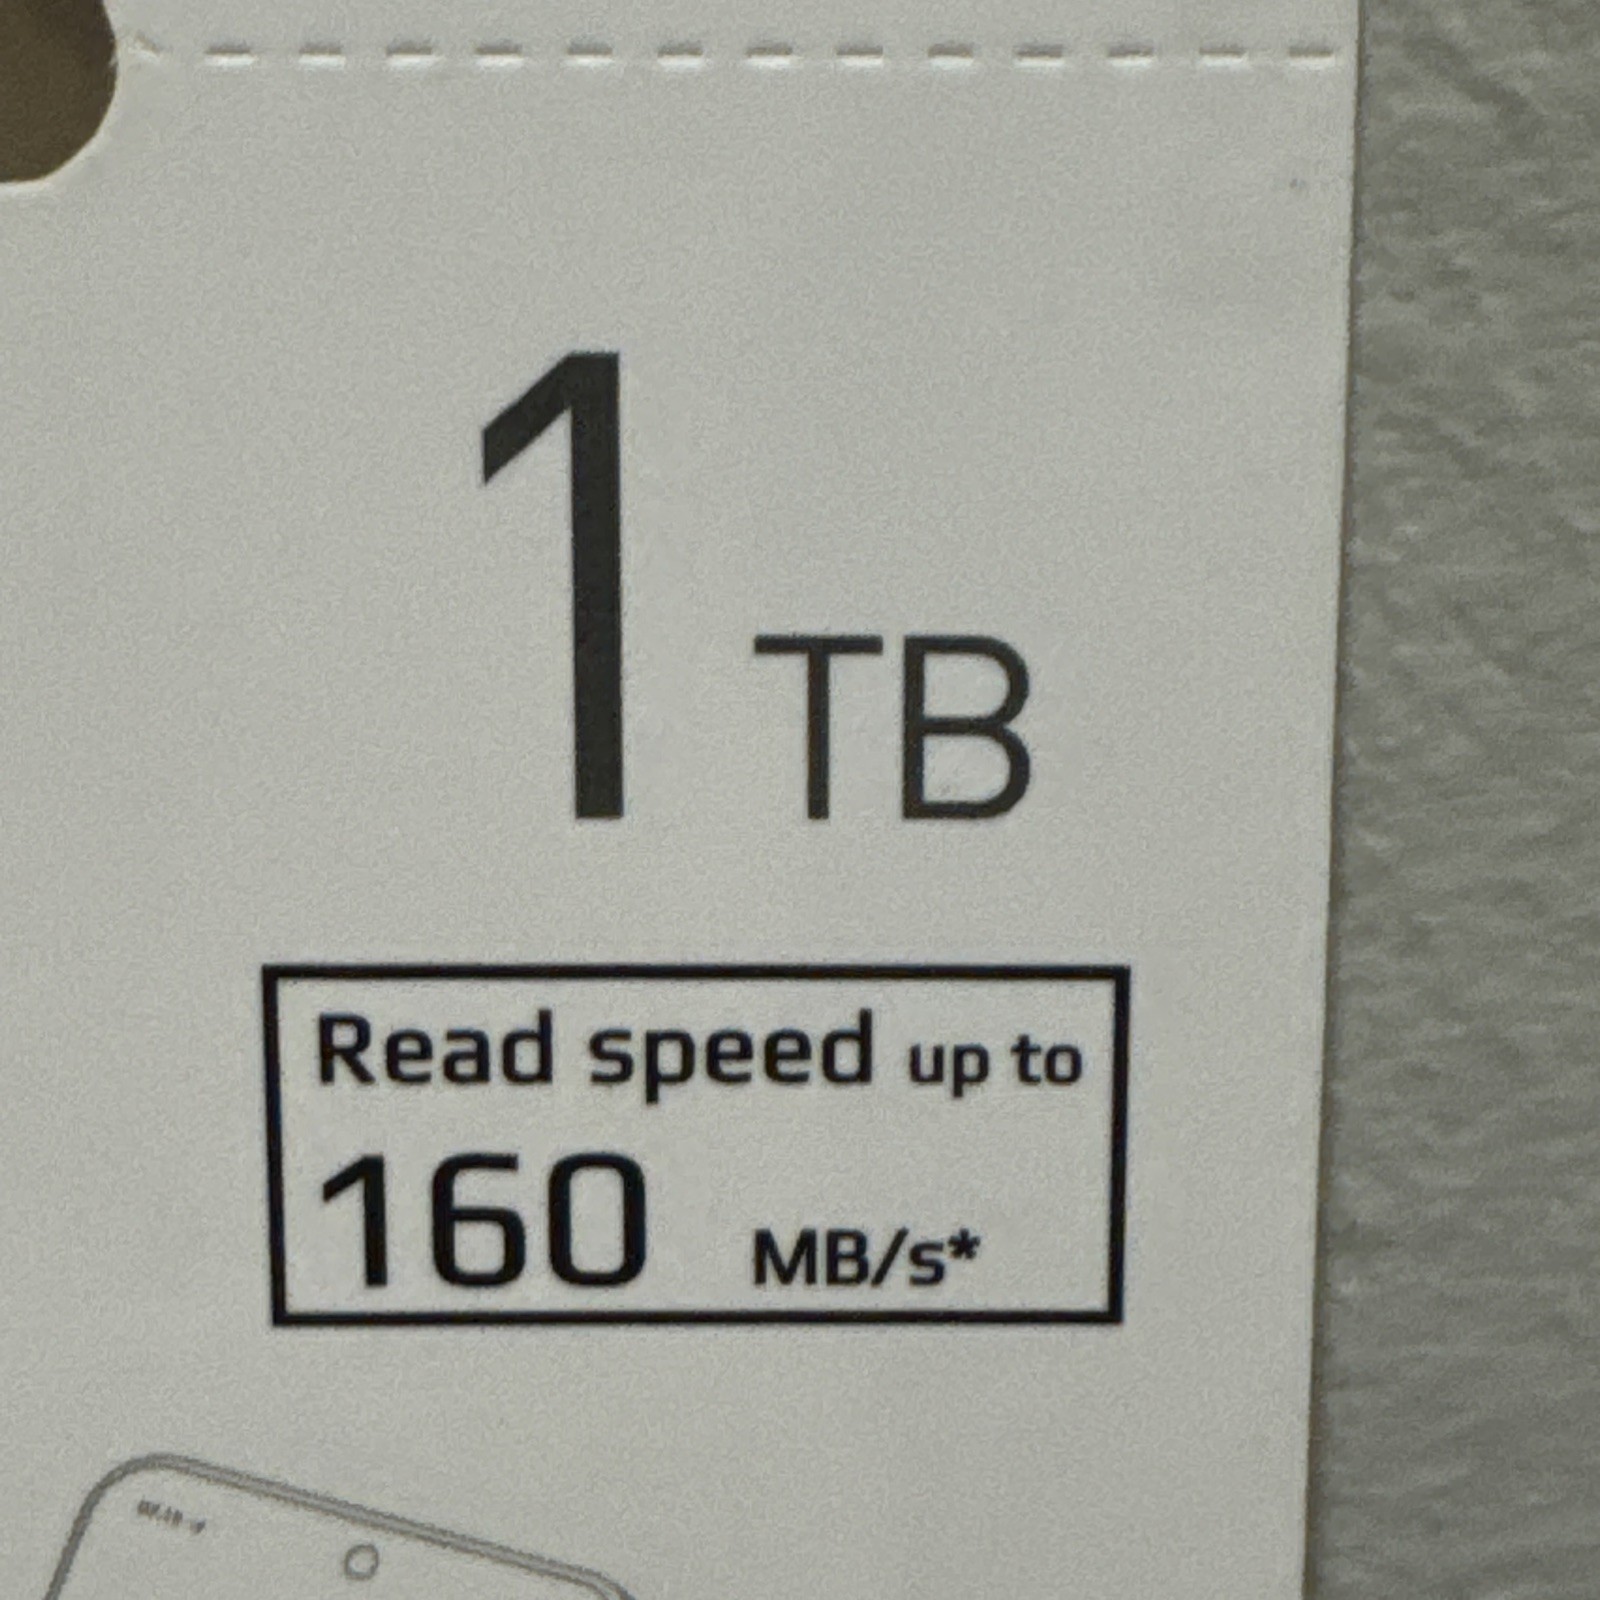 1 TB
Read speed up to
160 MB/s*